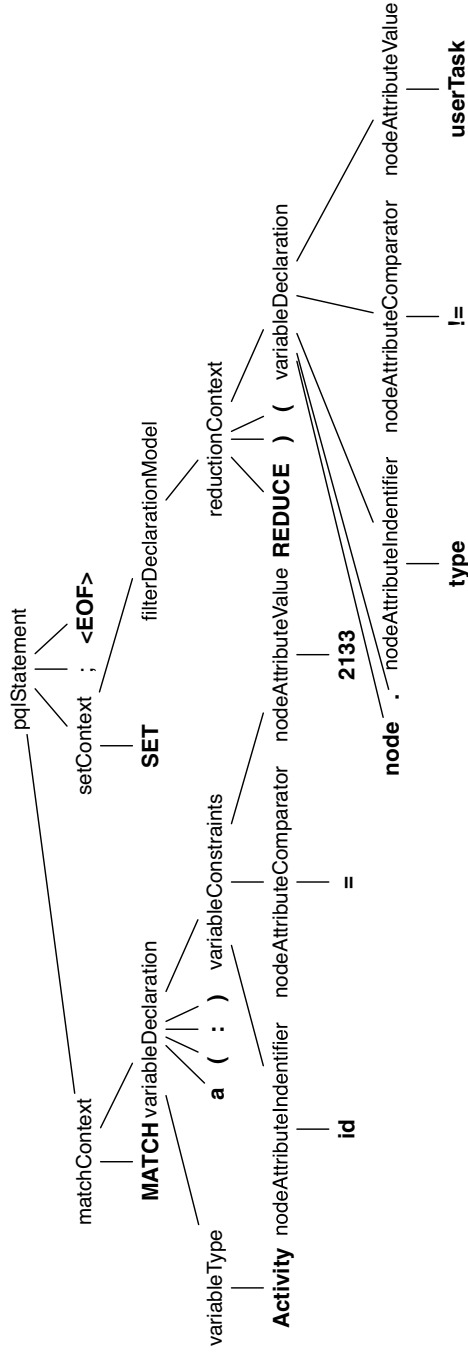 pqlStatement
matchContext setContext ; <EOF>
MATCH variableDeclaration SET filterDeclarationModel
variableType a ( : ) variableConstraints reductionContext
Activity nodeAttributeIndentifier nodeAttributeComparator nodeAttributeValue REDUCE ) ( variableDeclaration
id = 2133
node . nodeAttributeIndentifier nodeAttributeComparator nodeAttributeValue
type != userTask